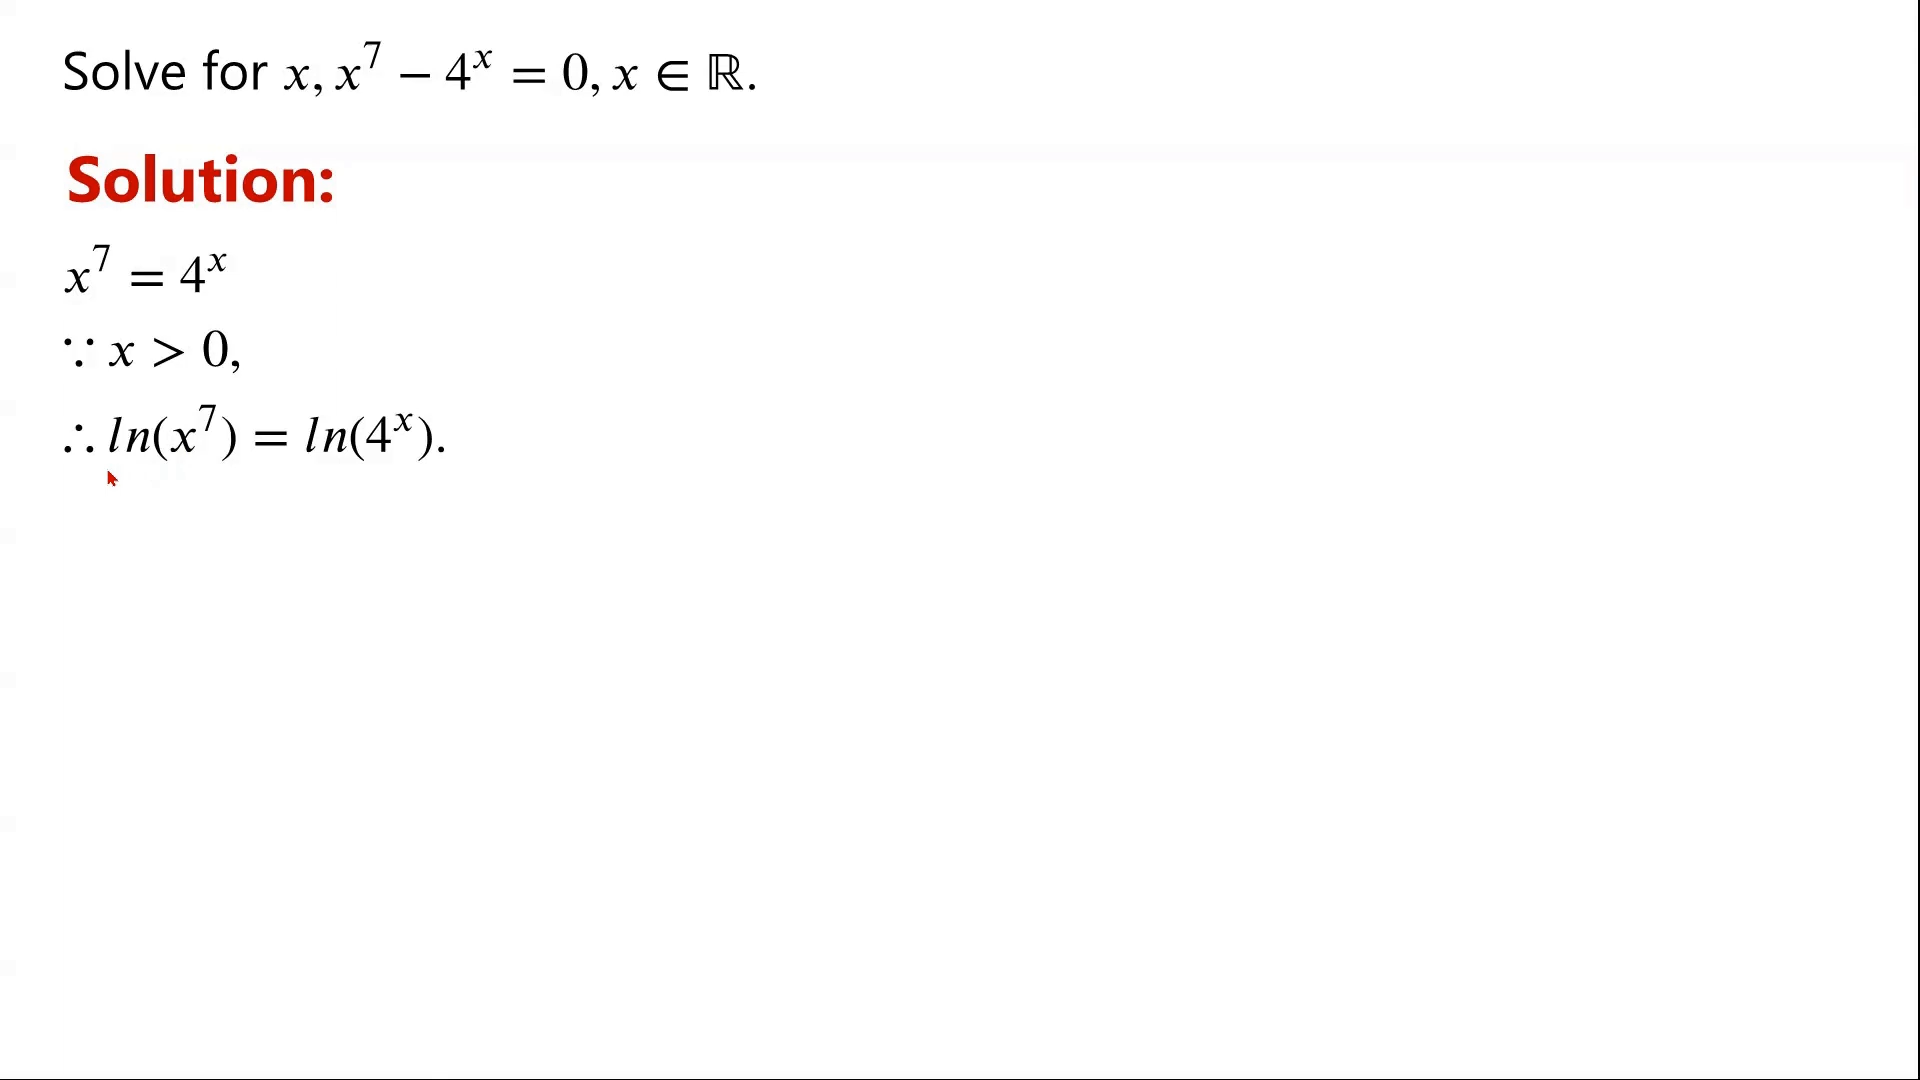 Solve for x, x⁷ − 4ˣ = 0, x ∈ ℝ.
Solution:
x⁷ = 4ˣ
∵ x > 0,
∴ ln(x⁷) = ln(4ˣ).